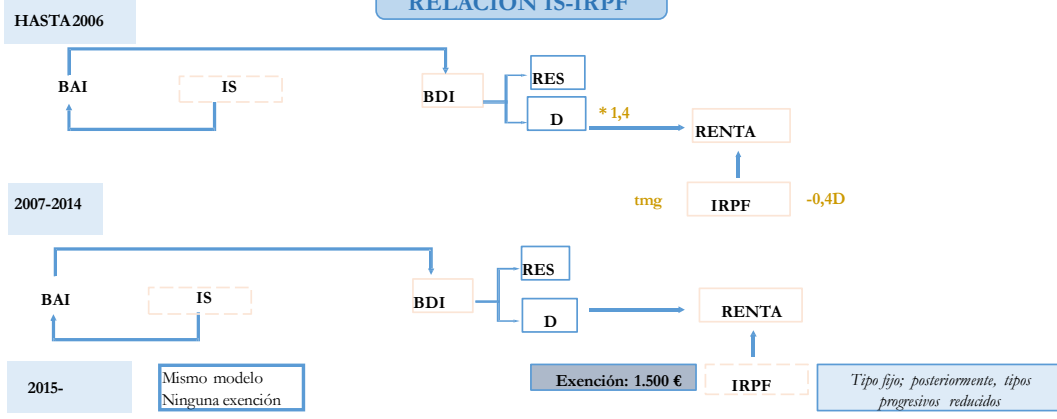 RELACIÓN IS-IRPF
HASTA 2006
BAI
IS
BDI
RES
D
* 1,4
RENTA
tmg
IRPF
-0,4D
2007-2014
BAI
IS
BDI
RES
D
RENTA
2015-
Mismo modelo
Ninguna exención
Exención: 1.500 €
IRPF
Tipo fijo; posteriormente, tipos
progresivos reducidos